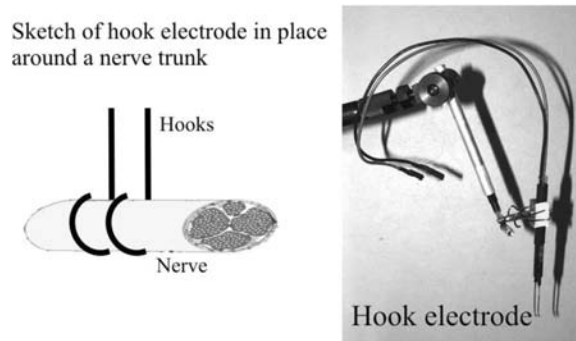 Sketch of hook electrode in place
around a nerve trunk
Hooks
Nerve
Hook electrode